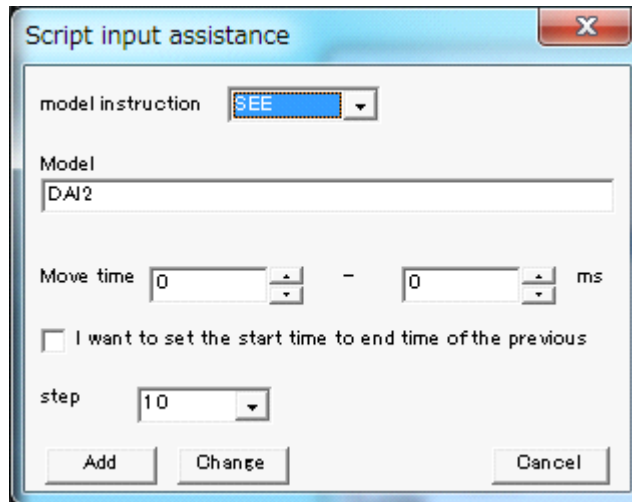 Script input assistance
model instruction SEE
Model
DAI2
Move time 0 - 0 ms
I want to set the start time to end time of the previous
step 10
Add Change Cancel